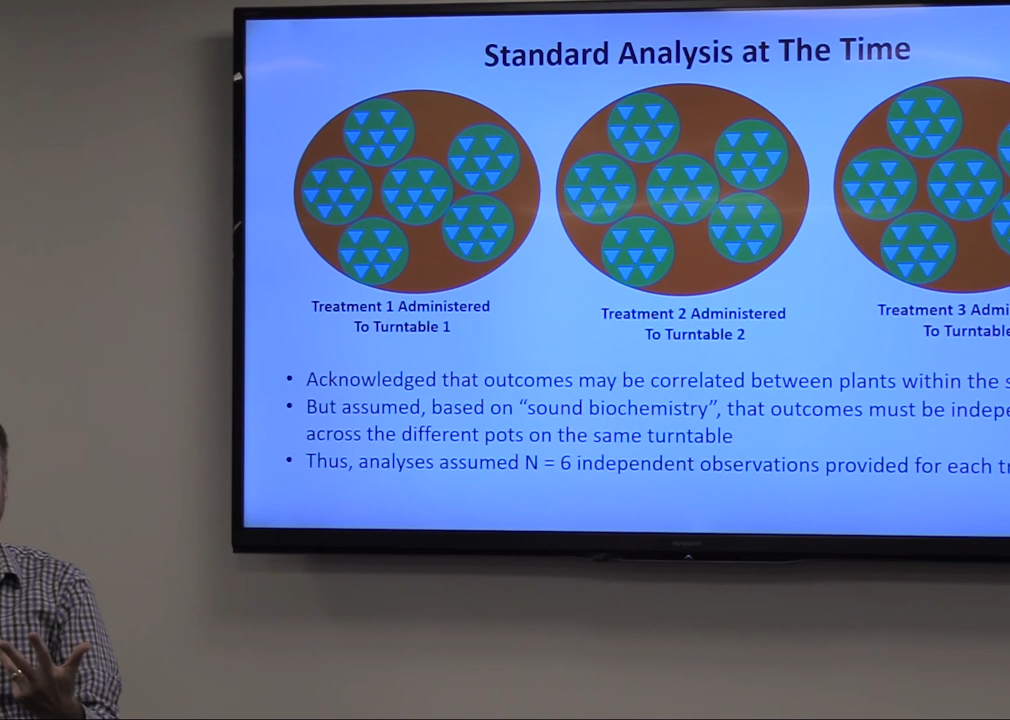 Standard Analysis at The Time
Treatment 1 Administered
To Turntable 1
Treatment 2 Administered
To Turntable 2
Treatment 3 Admi
To Turntable
• Acknowledged that outcomes may be correlated between plants within the s
• But assumed, based on “sound biochemistry”, that outcomes must be indepe
across the different pots on the same turntable
• Thus, analyses assumed N = 6 independent observations provided for each tr